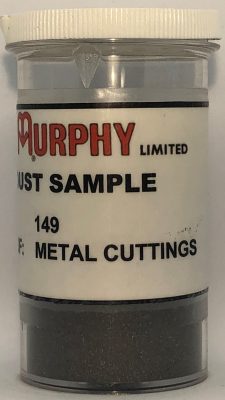 MURPHY LIMITED
UST SAMPLE
149
F: METAL CUTTINGS